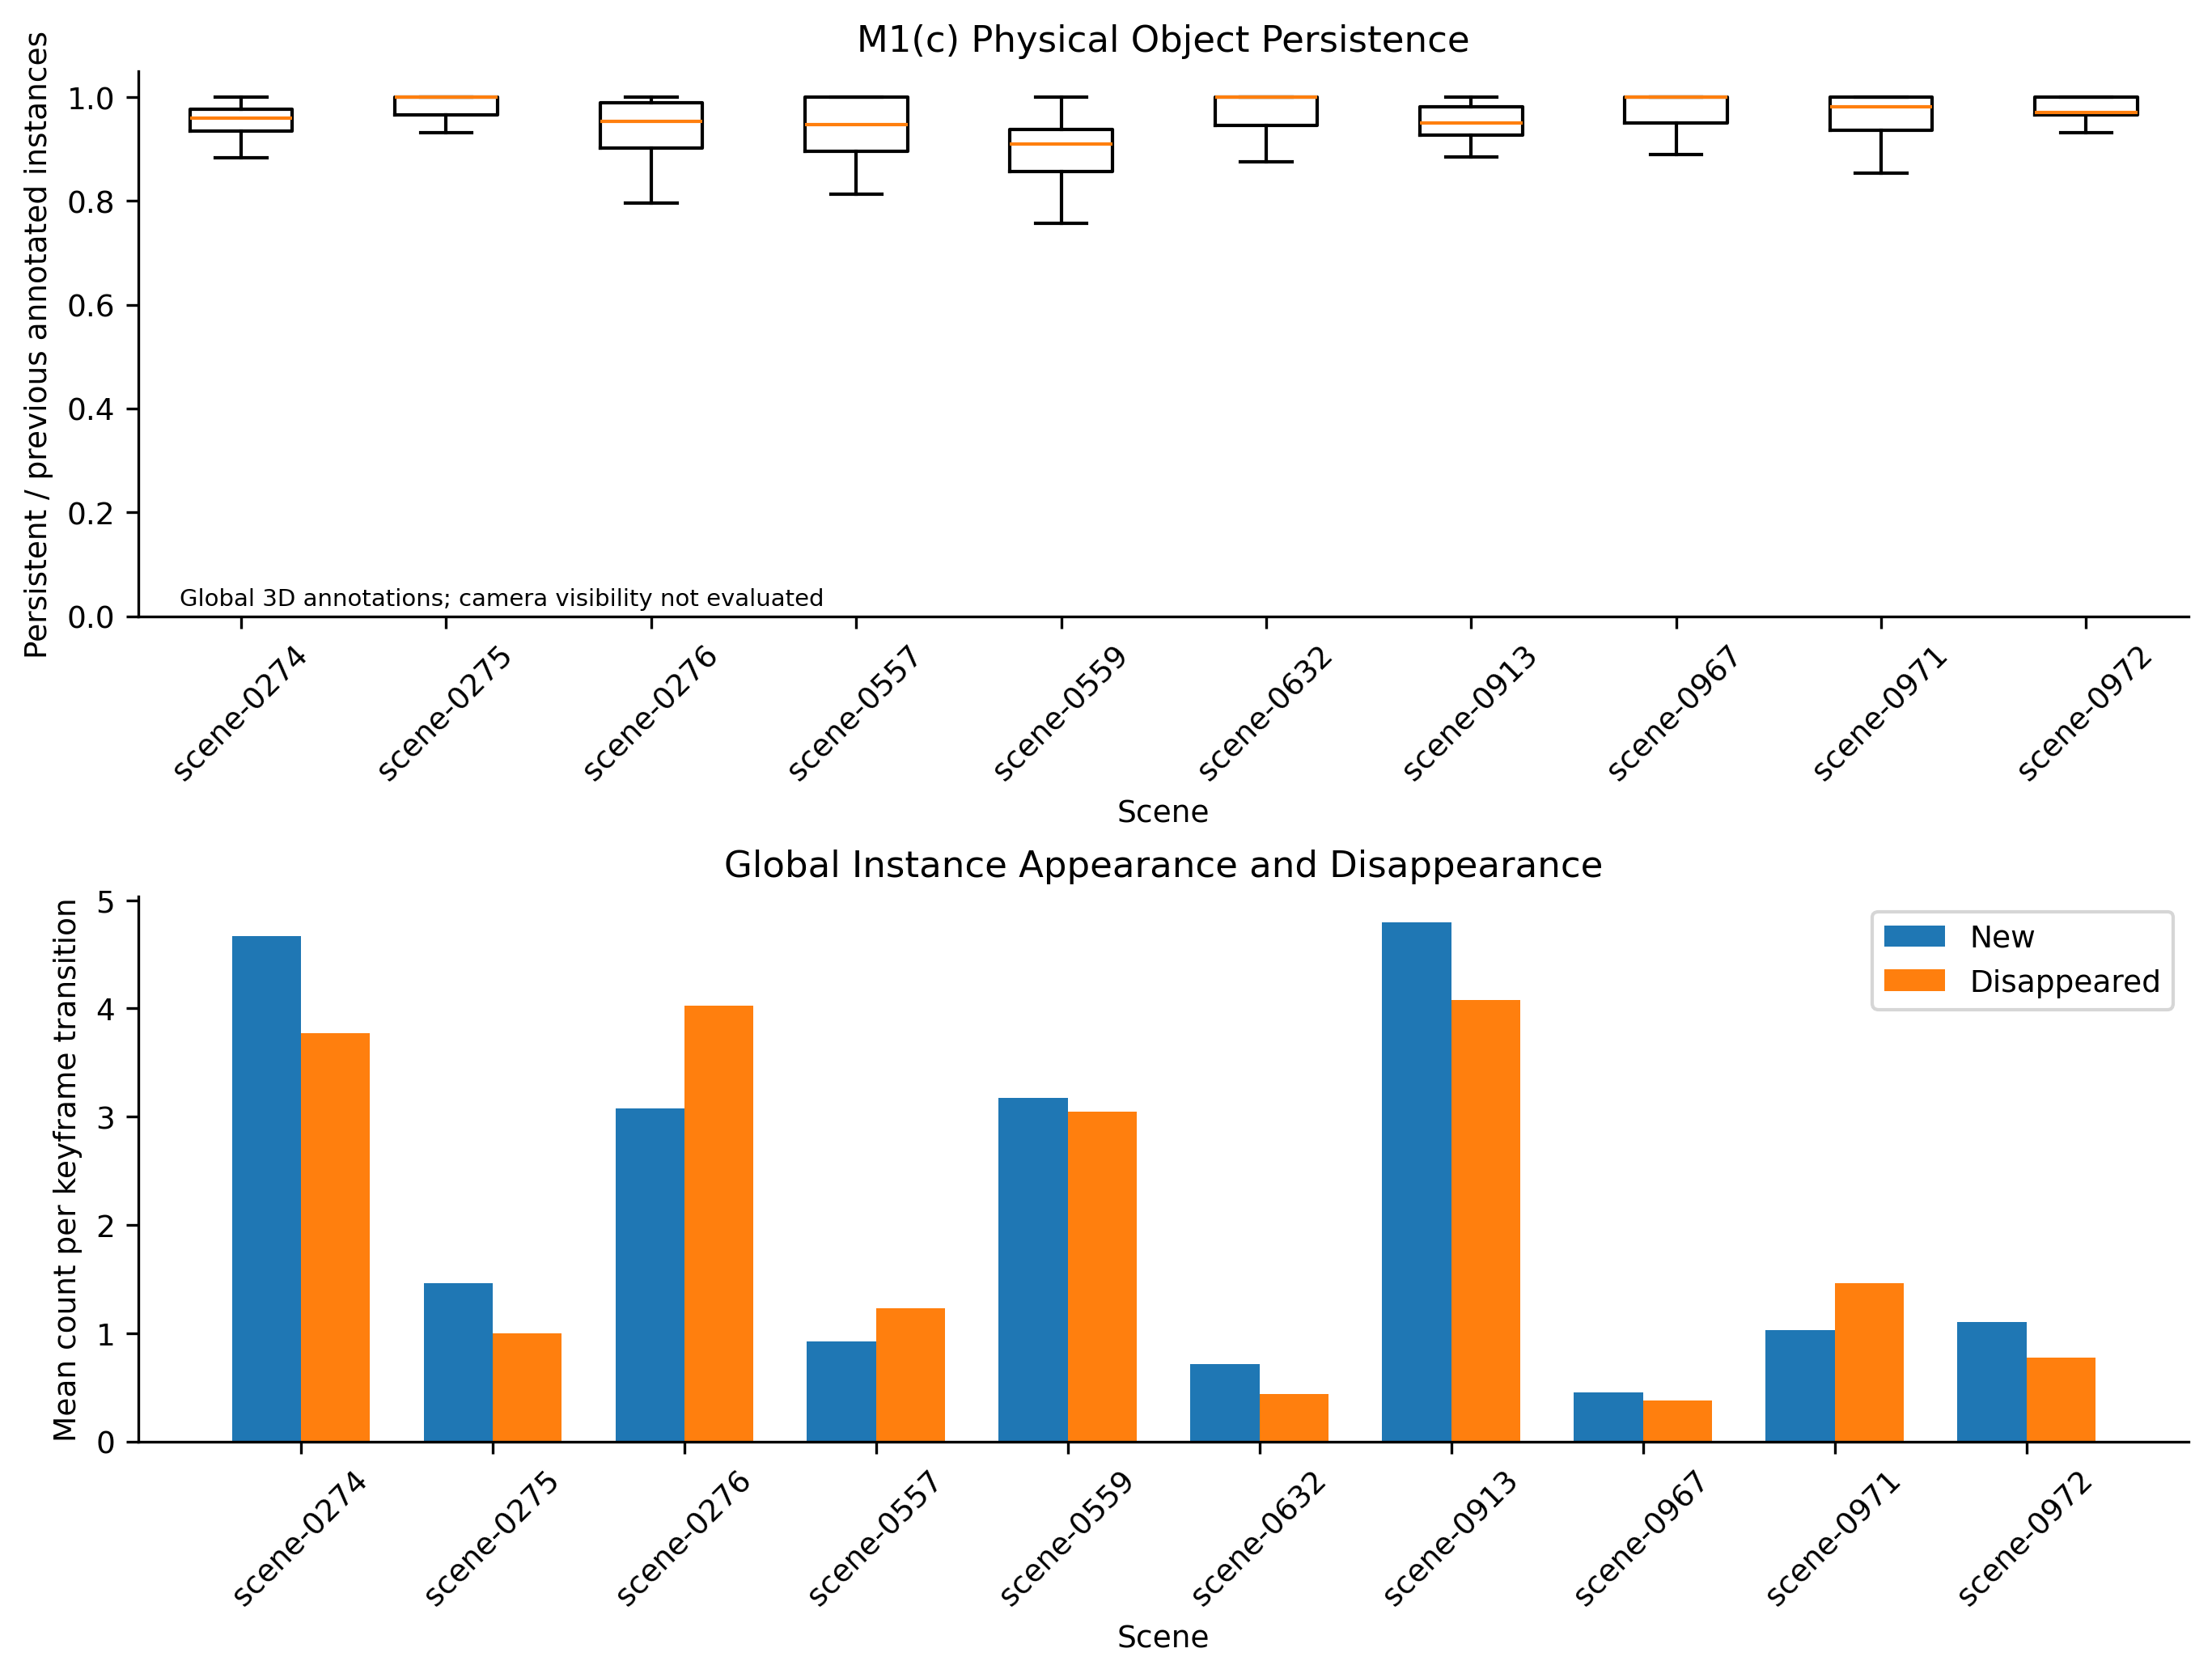 M1(c) Physical Object Persistence
Persistent / previous annotated instances
1.0
0.8
0.6
0.4
0.2
0.0
Global 3D annotations; camera visibility not evaluated
scene-0274
scene-0275
scene-0276
scene-0557
scene-0559
scene-0632
scene-0913
scene-0967
scene-0971
scene-0972
Scene
Global Instance Appearance and Disappearance
Mean count per keyframe transition
5
4
3
2
1
0
New
Disappeared
scene-0274
scene-0275
scene-0276
scene-0557
scene-0559
scene-0632
scene-0913
scene-0967
scene-0971
scene-0972
Scene